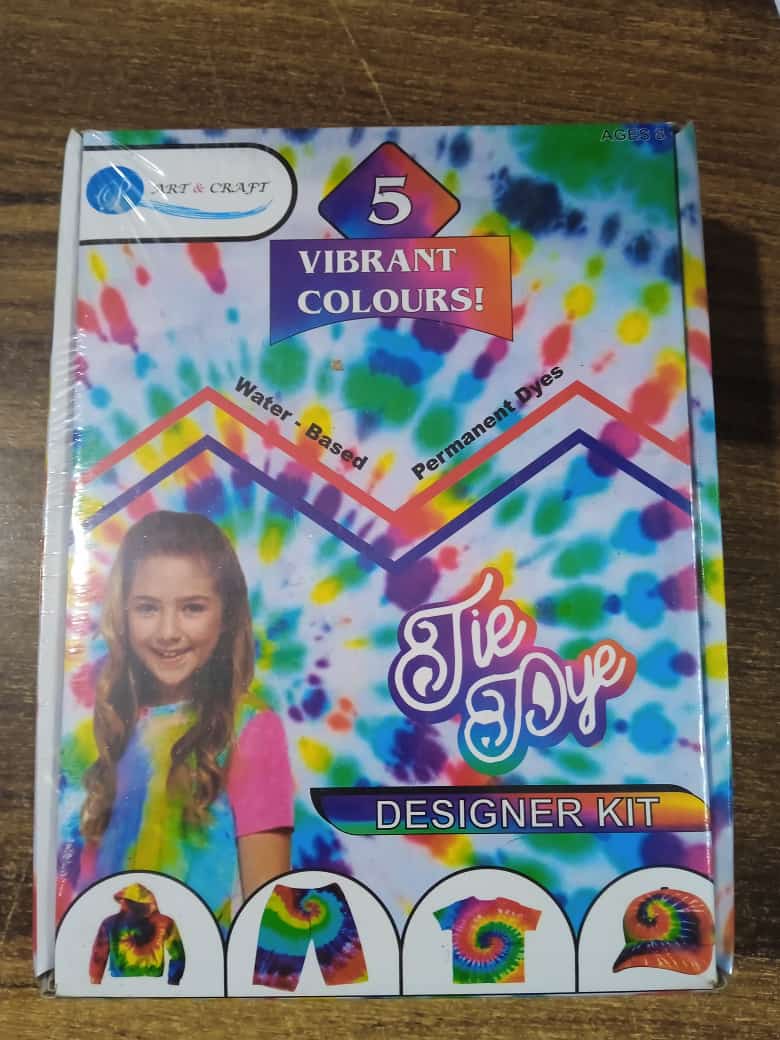 AGES 8
ART & CRAFT
5
VIBRANT
COLOURS!
Water - Based
Permanent Dyes
Tie
Dye
DESIGNER KIT